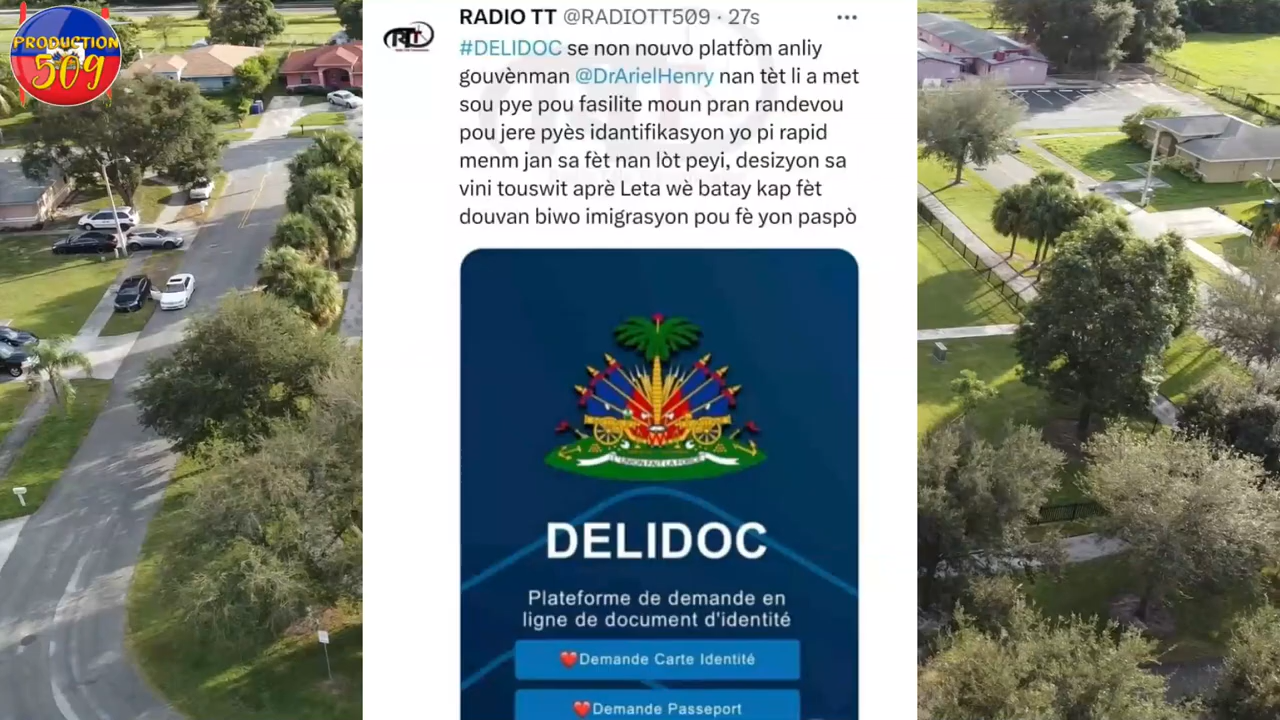 PRODUCTION
509
RADIO TT @RADIOTT509 · 27s
#DELIDOC se non nouvo platfòm anliy
gouvènman @DrArielHenry nan tèt li a met
sou pye pou fasilite moun pran randevou
pou jere pyès idantifikasyon yo pi rapid
menm jan sa fèt nan lòt peyi, desizyon sa
vini touswit aprè Leta wè batay kap fèt
douvan biwo imigrasyon pou fè yon paspò
L'UNION FAIT LA FORCE
DELIDOC
Plateforme de demande en
ligne de document d'identité
❤️Demande Carte Identité
❤️Demande Passeport